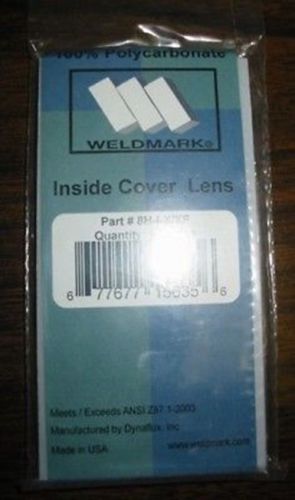 100% Polycarbonate
WELDMARK®
Inside Cover Lens
Part #
Quantity
6 77677 15635 6
Meets / Exceeds ANSI Z87.1-2003
Manufactured by Dynaflux, Inc
Made in USA www.weldmark.com